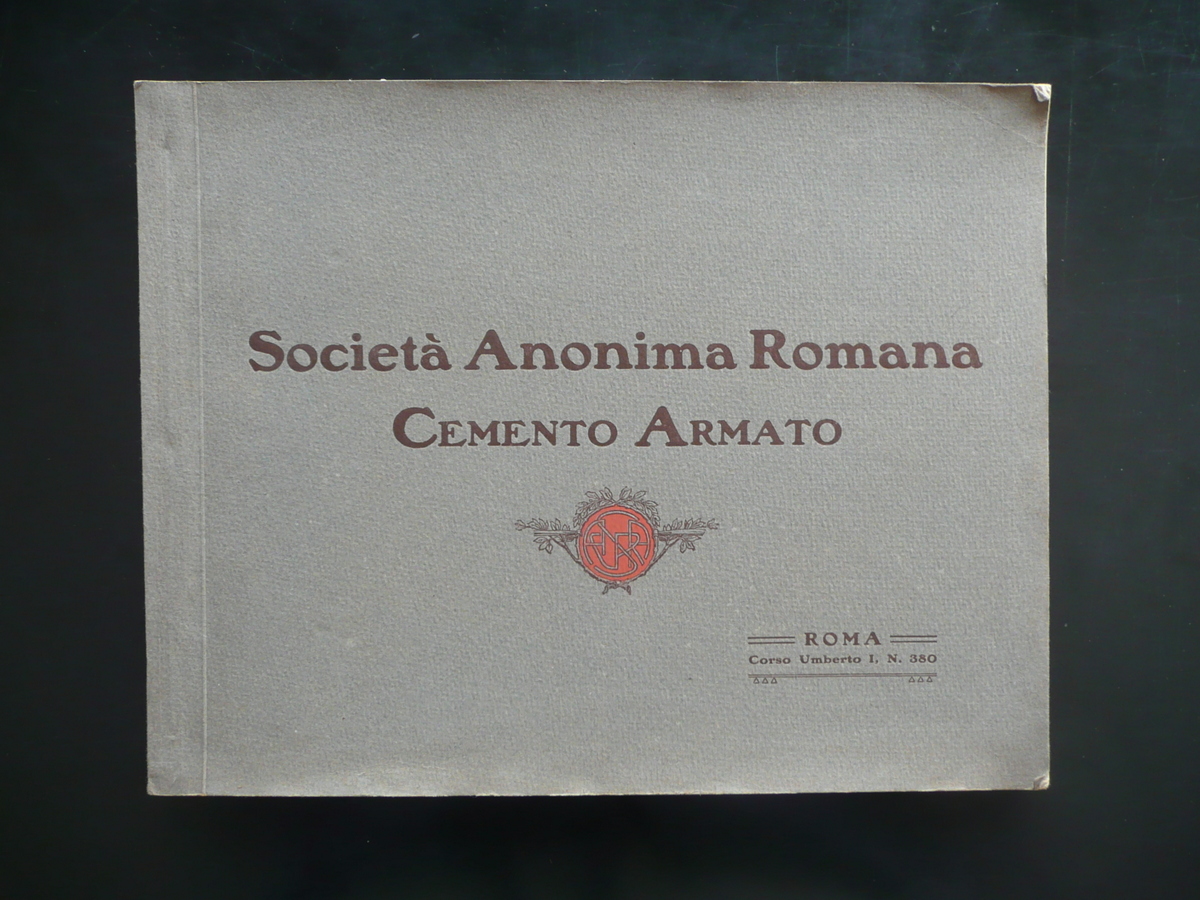 Società Anonima Romana
CEMENTO ARMATO
ROMA
Corso Umberto I, N. 380